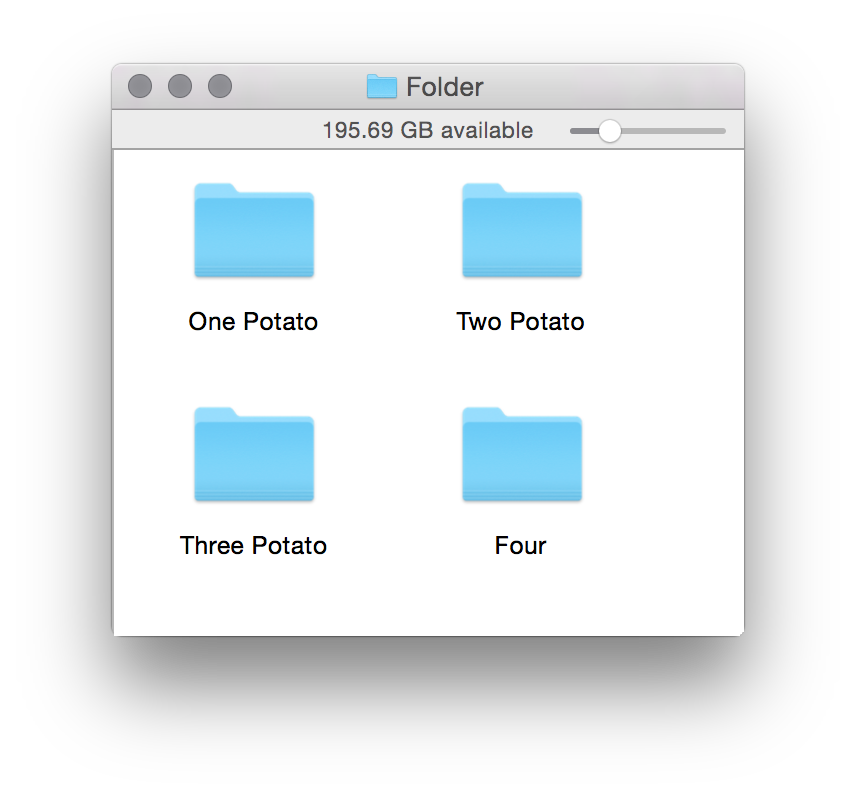 Folder
195.69 GB available
One Potato
Two Potato
Three Potato
Four